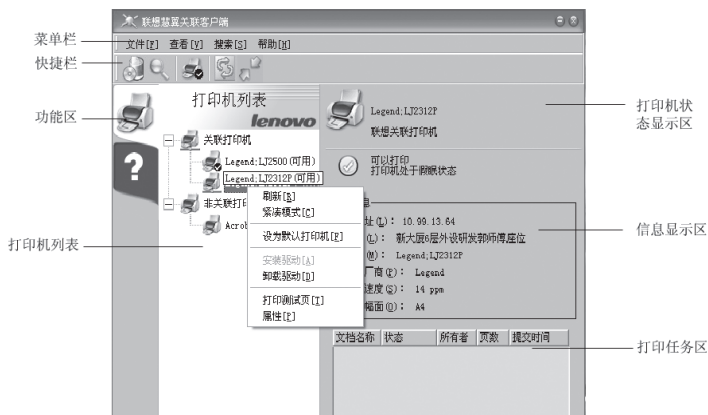 联想慧翼关联客户端
菜单栏
文件[F] 查看[V] 搜索[S] 帮助[H]
快捷栏
功能区
打印机列表
lenovo
Legend;LJ2312P
联想关联打印机
打印机状
态显示区
关联打印机
Legend;LJ2500(可用)
Legend;LJ2312P(可用)
可以打印
打印机处于假眠状态
非关联打印
Acrob
刷新[R]
紧凑模式[C]
设为默认打印机[F]
安装驱动[A]
卸载驱动[D]
打印测试页[T]
属性[P]
息
址(L): 10.99.13.64
(L): 新大厦6层外设研发郭师傅座位
(M): Legend;LJ2312P
厂商(P): Legend
速度(S): 14 ppm
幅面(O): A4
信息显示区
打印机列表
文档名称 状态 所有者 页数 提交时间
打印任务区